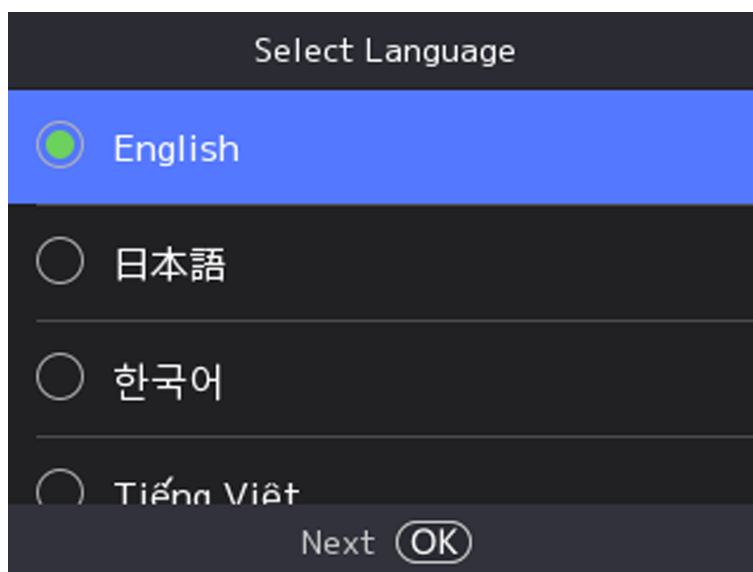 Select Language
English
日本語
한국어
Tiếng Việt
Next OK